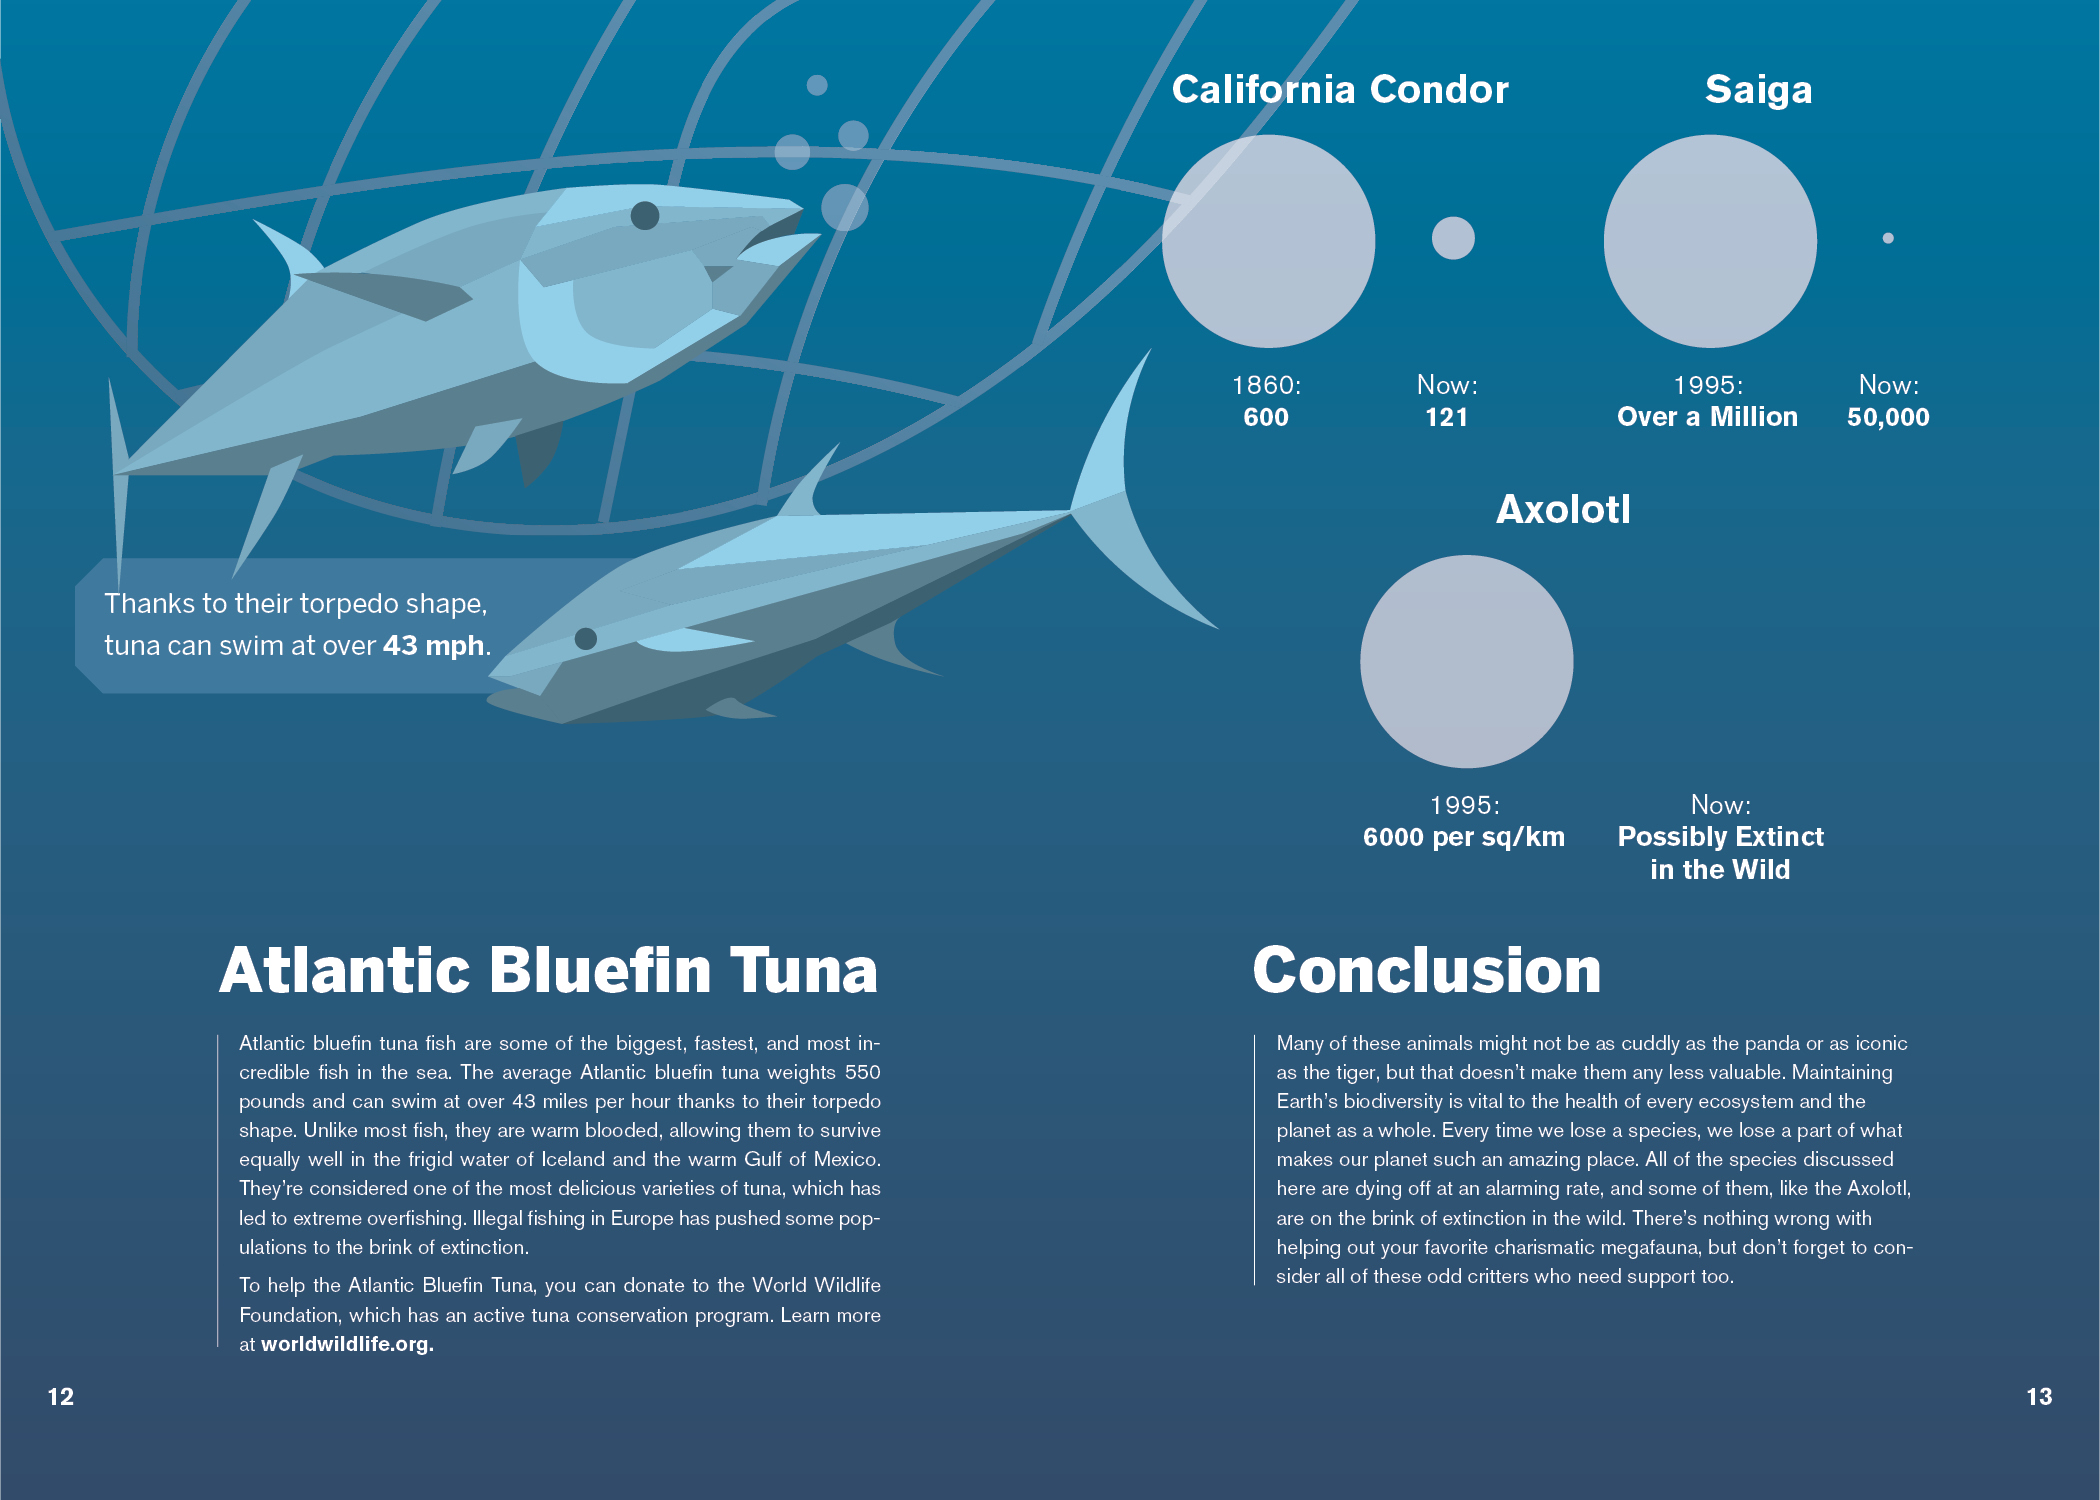 Thanks to their torpedo shape,
tuna can swim at over 43 mph.
Atlantic Bluefin Tuna
Atlantic bluefin tuna fish are some of the biggest, fastest, and most in-
credible fish in the sea. The average Atlantic bluefin tuna weights 550
pounds and can swim at over 43 miles per hour thanks to their torpedo
shape. Unlike most fish, they are warm blooded, allowing them to survive
equally well in the frigid water of Iceland and the warm Gulf of Mexico.
They're considered one of the most delicious varieties of tuna, which has
led to extreme overfishing. Illegal fishing in Europe has pushed some pop-
ulations to the brink of extinction.
To help the Atlantic Bluefin Tuna, you can donate to the World Wildlife
Foundation, which has an active tuna conservation program. Learn more
at worldwildlife.org.
12
California Condor
1860:
600
Now:
121
Saiga
1995:
Over a Million
Now:
50,000
Axolotl
1995:
6000 per sq/km
Now:
Possibly Extinct
in the Wild
Conclusion
Many of these animals might not be as cuddly as the panda or as iconic
as the tiger, but that doesn't make them any less valuable. Maintaining
Earth's biodiversity is vital to the health of every ecosystem and the
planet as a whole. Every time we lose a species, we lose a part of what
makes our planet such an amazing place. All of the species discussed
here are dying off at an alarming rate, and some of them, like the Axolotl,
are on the brink of extinction in the wild. There's nothing wrong with
helping out your favorite charismatic megafauna, but don't forget to con-
sider all of these odd critters who need support too.
13